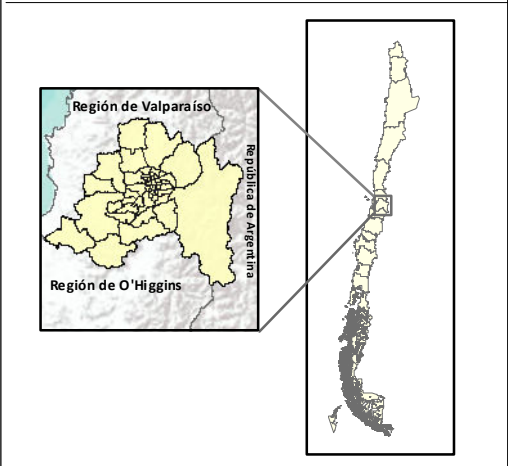 Región de Valparaíso
República de Argentina
Región de O'Higgins